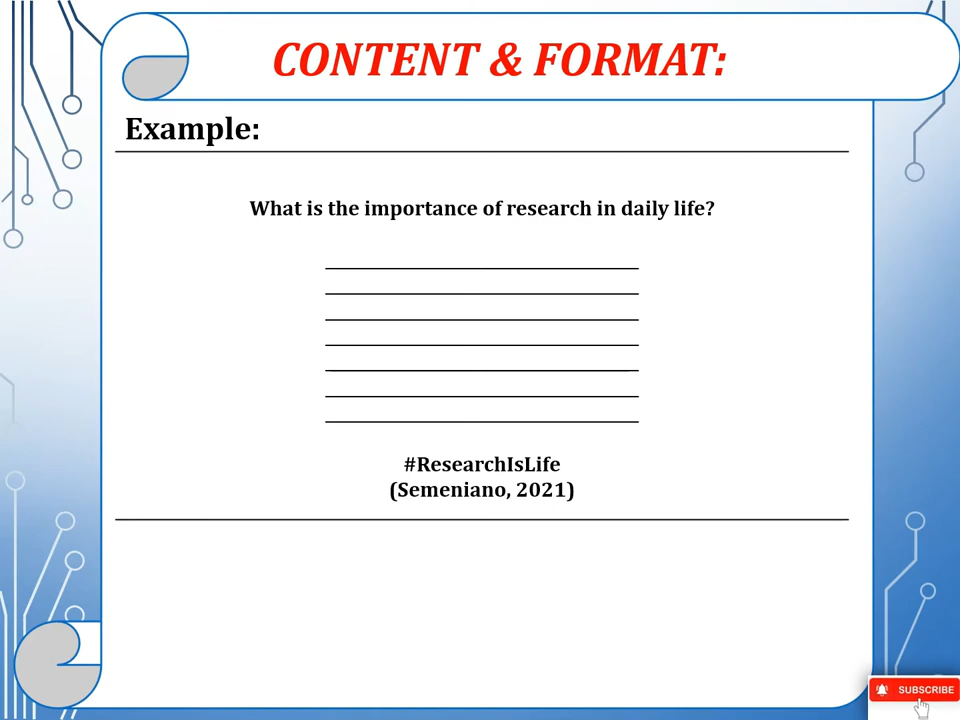 CONTENT & FORMAT:
Example:
What is the importance of research in daily life?
#ResearchIsLife
(Semeniano, 2021)
SUBSCRIBE